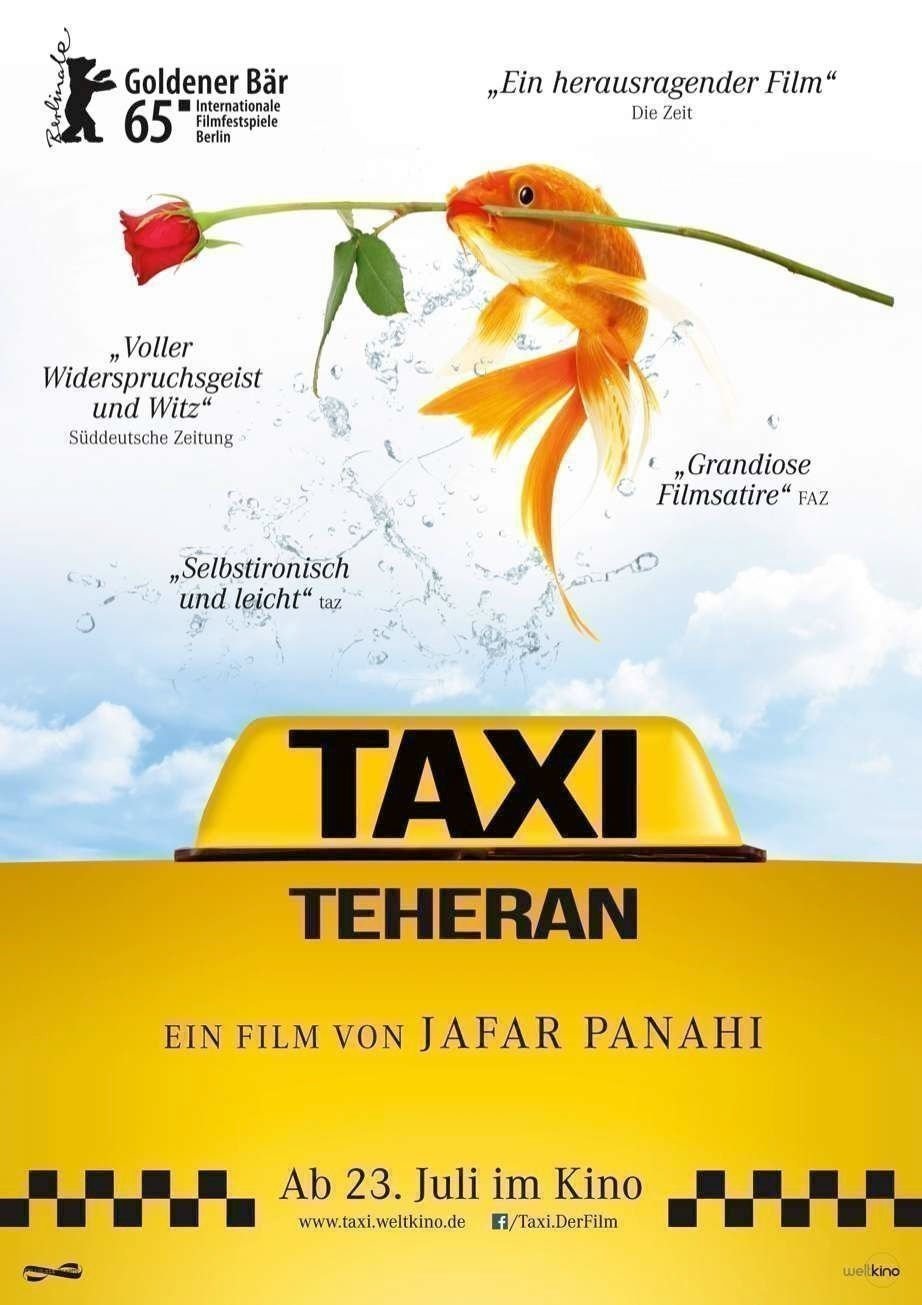 Berlinale
Goldener Bär
65 Internationale
Filmfestspiele
Berlin
„Ein herausragender Film“
Die Zeit
„Voller
Widerspruchsgeist
und Witz“
Süddeutsche Zeitung
„Grandiose
Filmsatire“ FAZ
„Selbstironisch
und leicht“ taz
TAXI
TEHERAN
EIN FILM VON JAFAR PANAHI
Ab 23. Juli im Kino
www.taxi.weltkino.de f/Taxi.DerFilm
weltkino